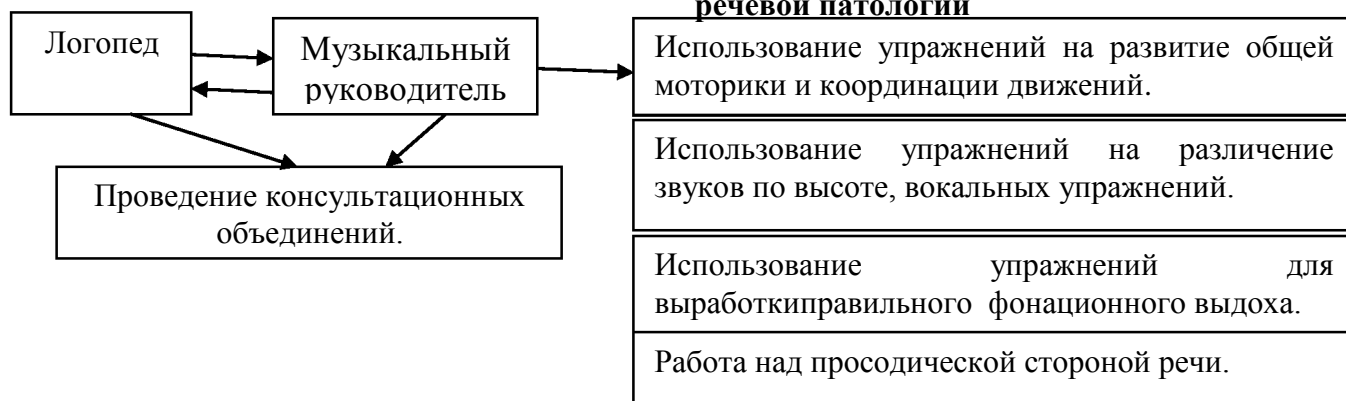 речевой патологии
Логопед
Музыкальный
руководитель
Использование упражнений на развитие общей
моторики и координации движений.
Использование упражнений на различение
звуков по высоте, вокальных упражнений.
Проведение консультационных
объединений.
Использование упражнений для
выработкиправильного фонационного выдоха.
Работа над просодической стороной речи.